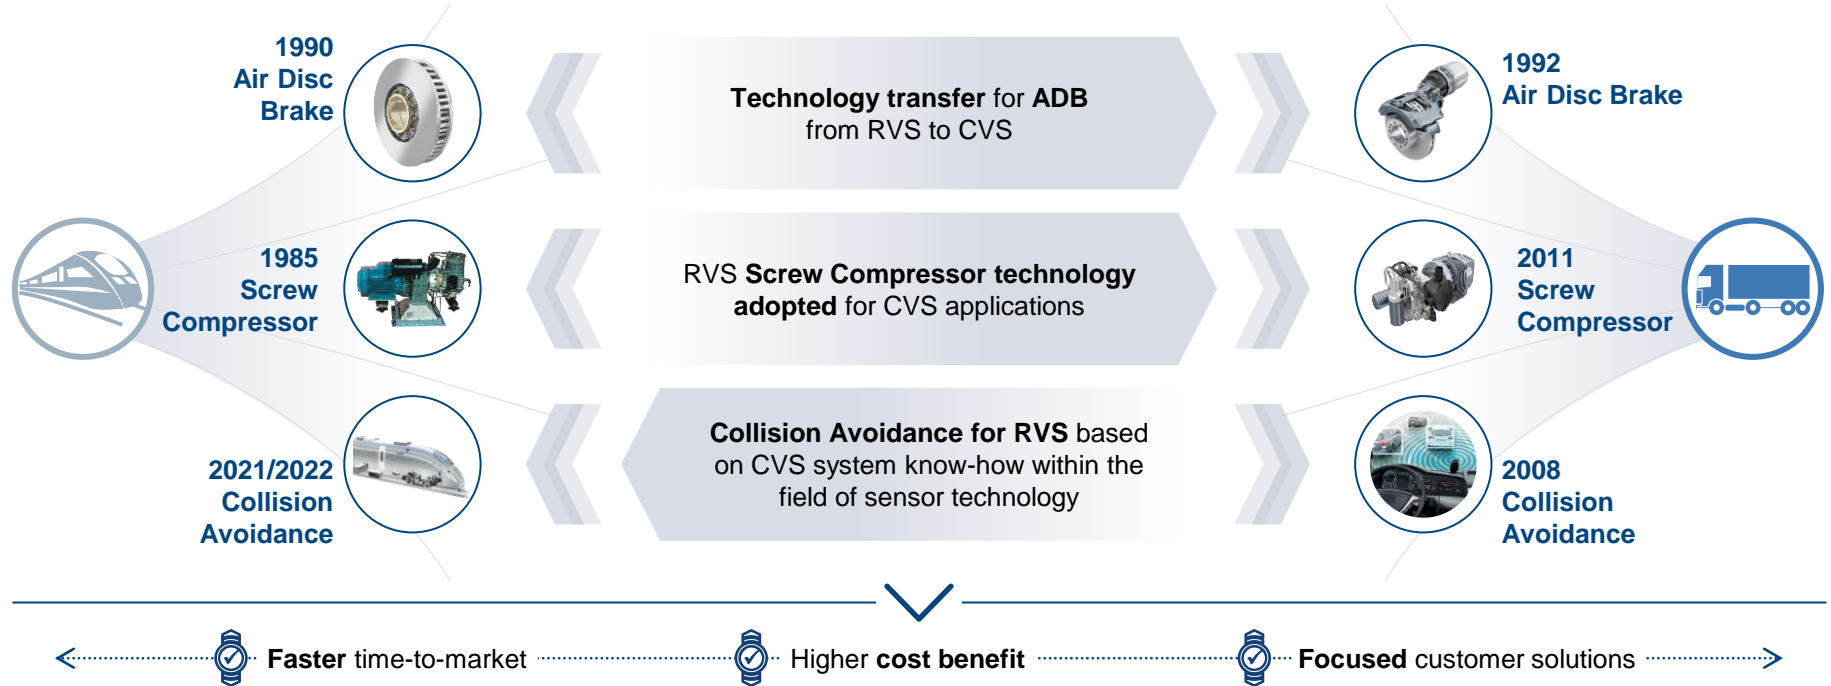 1990
Air Disc
Brake
Technology transfer for ADB
from RVS to CVS
1992
Air Disc Brake
1985
Screw
Compressor
RVS Screw Compressor technology
adopted for CVS applications
2011
Screw
Compressor
2021/2022
Collision
Avoidance
Collision Avoidance for RVS based
on CVS system know-how within the
field of sensor technology
2008
Collision
Avoidance
Faster time-to-market
Higher cost benefit
Focused customer solutions